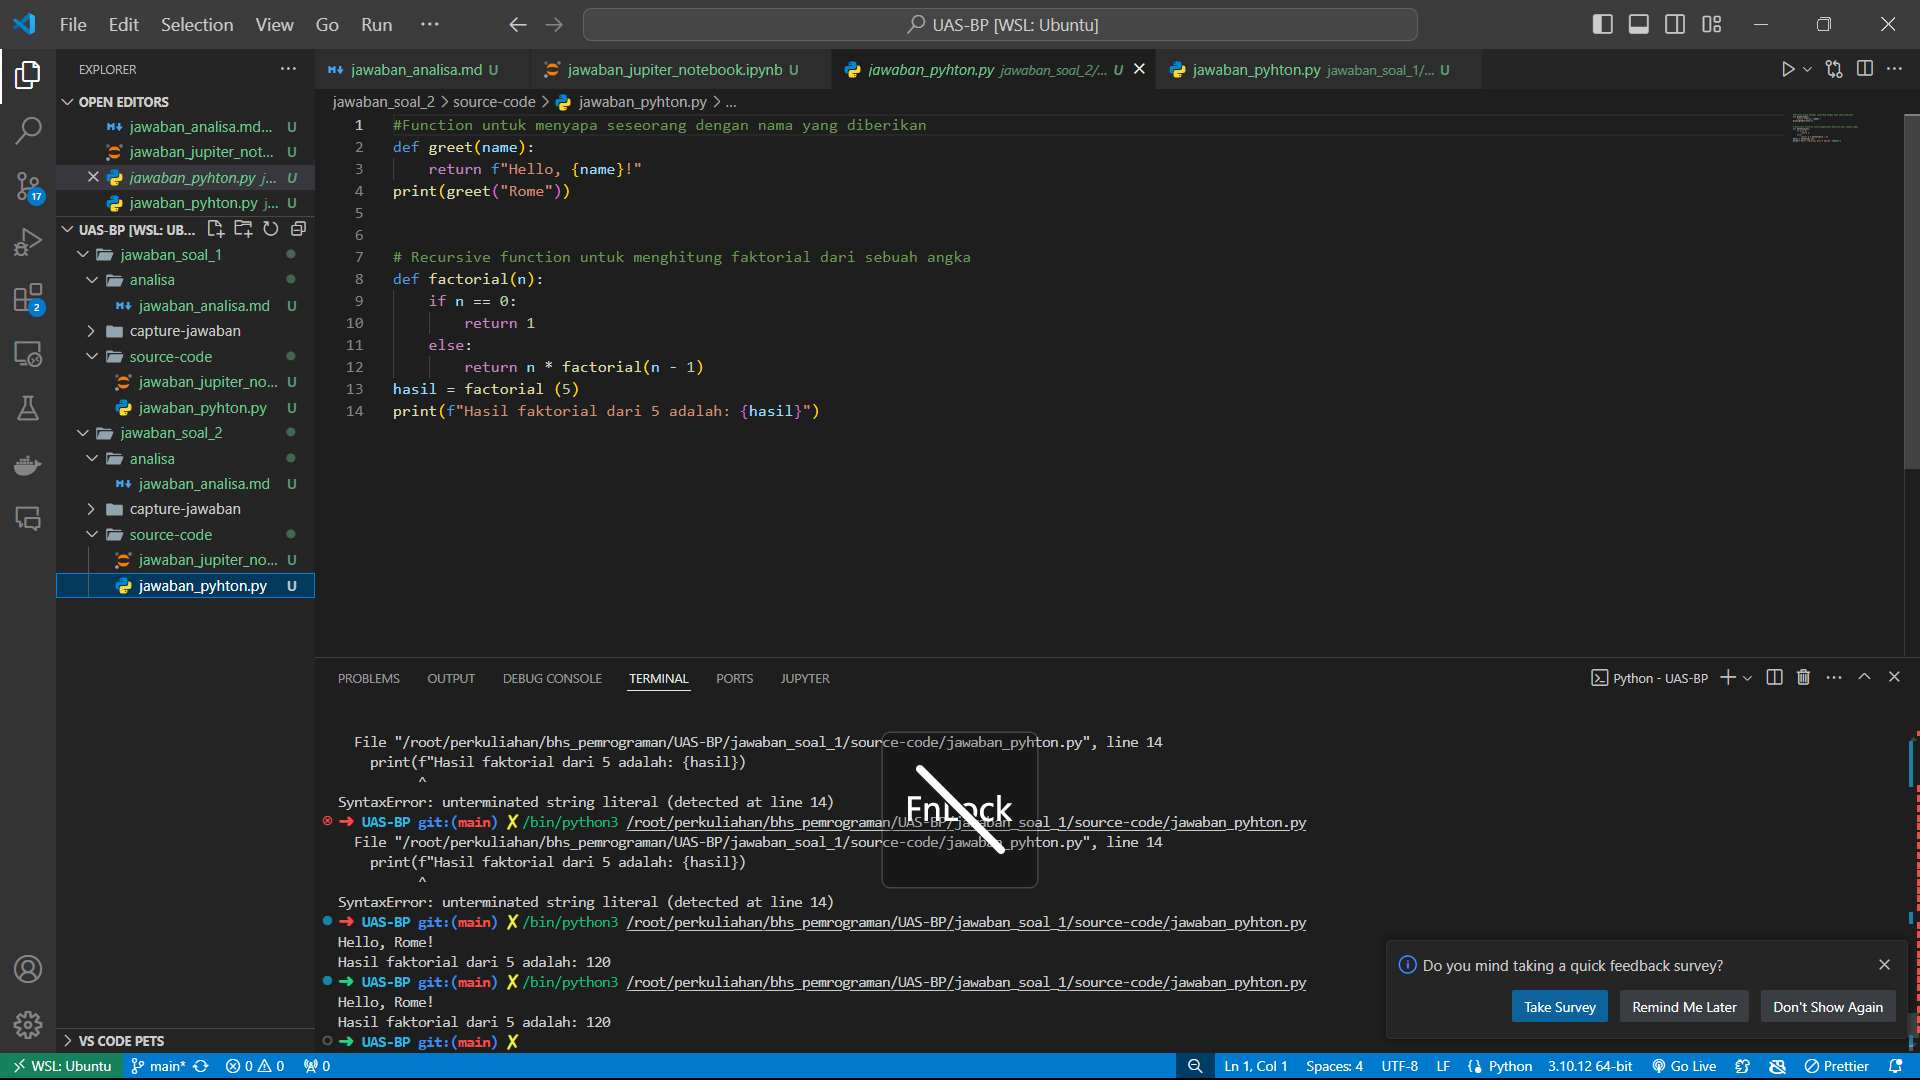 File Edit Selection View Go Run ···
UAS-BP [WSL: Ubuntu]
EXPLORER
OPEN EDITORS
jawaban_analisa.md... U
jawaban_jupiter_not... U
jawaban_pyhton.py j... U
jawaban_pyhton.py j... U
UAS-BP [WSL: UB...
jawaban_soal_1
analisa
jawaban_analisa.md U
capture-jawaban
source-code
jawaban_jupiter_no... U
jawaban_pyhton.py U
jawaban_soal_2
analisa
jawaban_analisa.md U
capture-jawaban
source-code
jawaban_jupiter_no... U
jawaban_pyhton.py U
VS CODE PETS
17
2
jawaban_analisa.md U jawaban_jupiter_notebook.ipynb U jawaban_pyhton.py jawaban_soal_2/... U jawaban_pyhton.py jawaban_soal_1/... U
jawaban_soal_2 > source-code > jawaban_pyhton.py > ...
1 #Function untuk menyapa seseorang dengan nama yang diberikan
2 def greet(name):
3     return f"Hello, {name}!"
4 print(greet("Rome"))
5
6
7 # Recursive function untuk menghitung faktorial dari sebuah angka
8 def factorial(n):
9     if n == 0:
10         return 1
11     else:
12         return n * factorial(n - 1)
13 hasil = factorial (5)
14 print(f"Hasil faktorial dari 5 adalah: {hasil}")
PROBLEMS OUTPUT DEBUG CONSOLE TERMINAL PORTS JUPYTER
Python - UAS-BP
File "/root/perkuliahan/bhs_pemrograman/UAS-BP/jawaban_soal_1/source-code/jawaban_pyhton.py", line 14
print(f"Hasil faktorial dari 5 adalah: {hasil})
^
SyntaxError: unterminated string literal (detected at line 14)
➜ UAS-BP git:(main) ✗ /bin/python3 /root/perkuliahan/bhs_pemrograman/UAS-BP/jawaban_soal_1/source-code/jawaban_pyhton.py
File "/root/perkuliahan/bhs_pemrograman/UAS-BP/jawaban_soal_1/source-code/jawaban_pyhton.py", line 14
print(f"Hasil faktorial dari 5 adalah: {hasil})
^
SyntaxError: unterminated string literal (detected at line 14)
➜ UAS-BP git:(main) ✗ /bin/python3 /root/perkuliahan/bhs_pemrograman/UAS-BP/jawaban_soal_1/source-code/jawaban_pyhton.py
Hello, Rome!
Hasil faktorial dari 5 adalah: 120
➜ UAS-BP git:(main) ✗ /bin/python3 /root/perkuliahan/bhs_pemrograman/UAS-BP/jawaban_soal_1/source-code/jawaban_pyhton.py
Hello, Rome!
Hasil faktorial dari 5 adalah: 120
➜ UAS-BP git:(main) ✗
FnLock
Do you mind taking a quick feedback survey?
Take Survey Remind Me Later Don't Show Again
WSL: Ubuntu main* 0 0 0 Ln 1, Col 1 Spaces: 4 UTF-8 LF Python 3.10.12 64-bit Go Live Prettier